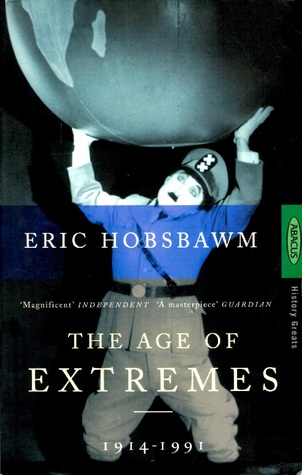 ERIC HOBSBAWM
'Magnificent' INDEPENDENT 'A masterpiece' GUARDIAN
THE AGE OF
EXTREMES
1914-1991
ABACUS
History Greats